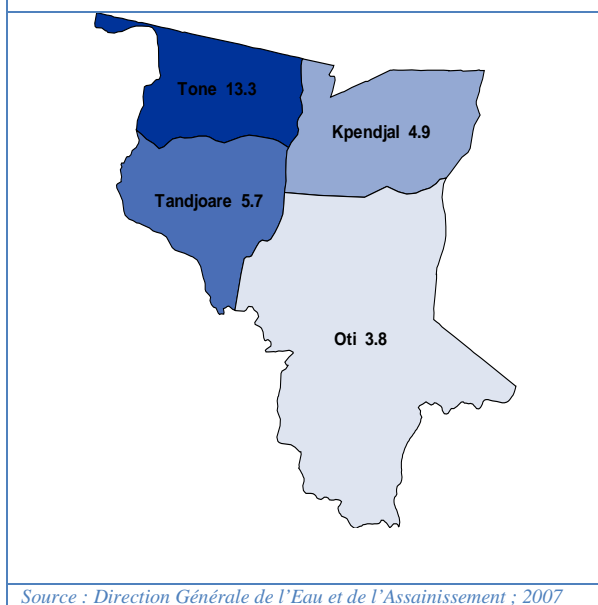 Tone 13.3
Kpendjal 4.9
Tandjoare 5.7
Oti 3.8
Source : Direction Générale de l'Eau et de l'Assainissement ; 2007